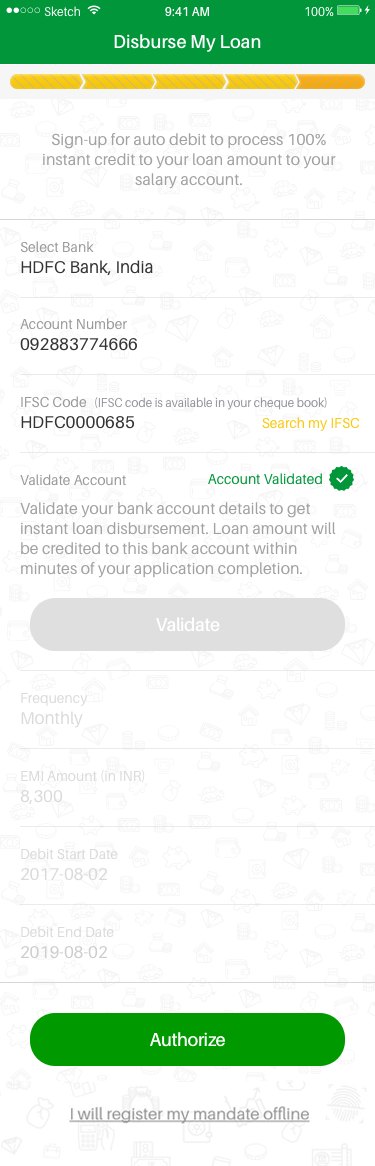 Sketch 9:41 AM 100%
Disburse My Loan
Sign-up for auto debit to process 100%
instant credit to your loan amount to your
salary account.
Select Bank
HDFC Bank, India
Account Number
092883774666
IFSC Code (IFSC code is available in your cheque book)
HDFC0000685 Search my IFSC
Validate Account Account Validated
Validate your bank account details to get
instant loan disbursement. Loan amount will
be credited to this bank account within
minutes of your application completion.
Validate
Frequency
Monthly
EMI Amount (in INR)
8,300
Debit Start Date
2017-08-02
Debit End Date
2019-08-02
Authorize
I will register my mandate offline